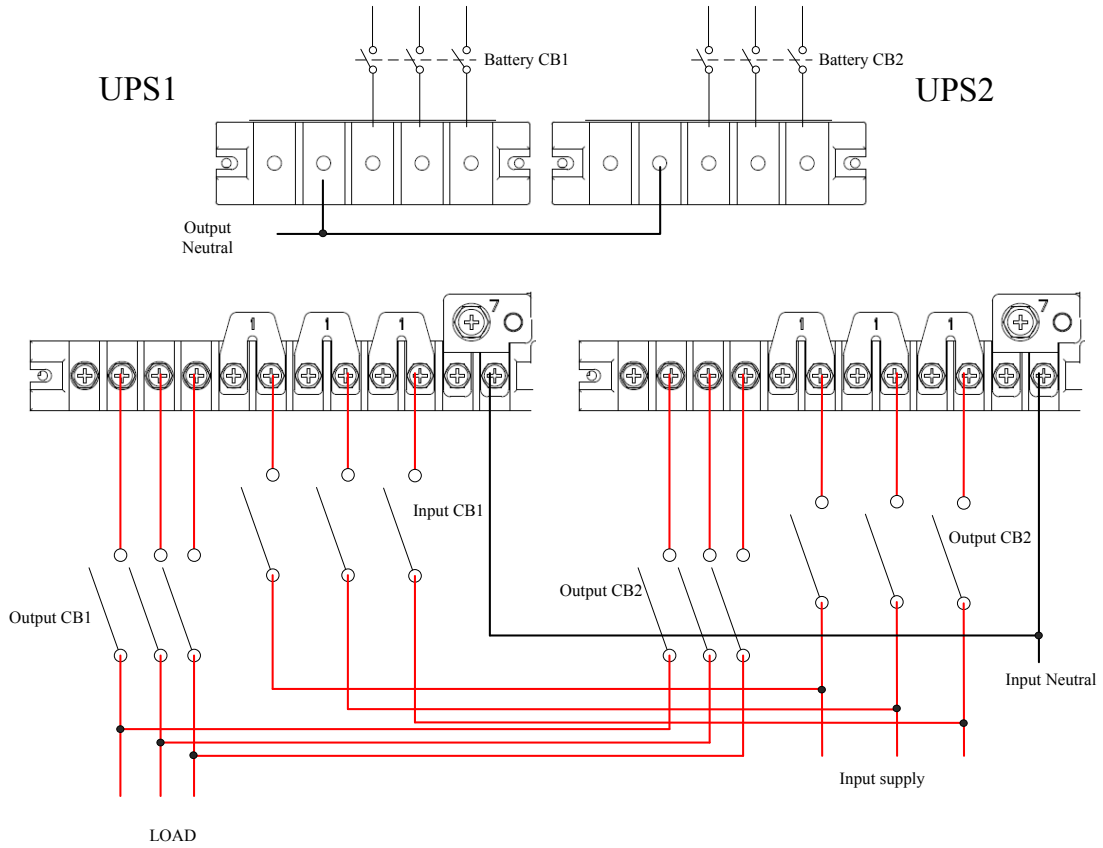 Battery CB1
Battery CB2
UPS1
UPS2
Output
Neutral
7
7
1
1
1
1
1
1
Input CB1
Output CB2
Output CB2
Output CB1
Input Neutral
Input supply
LOAD